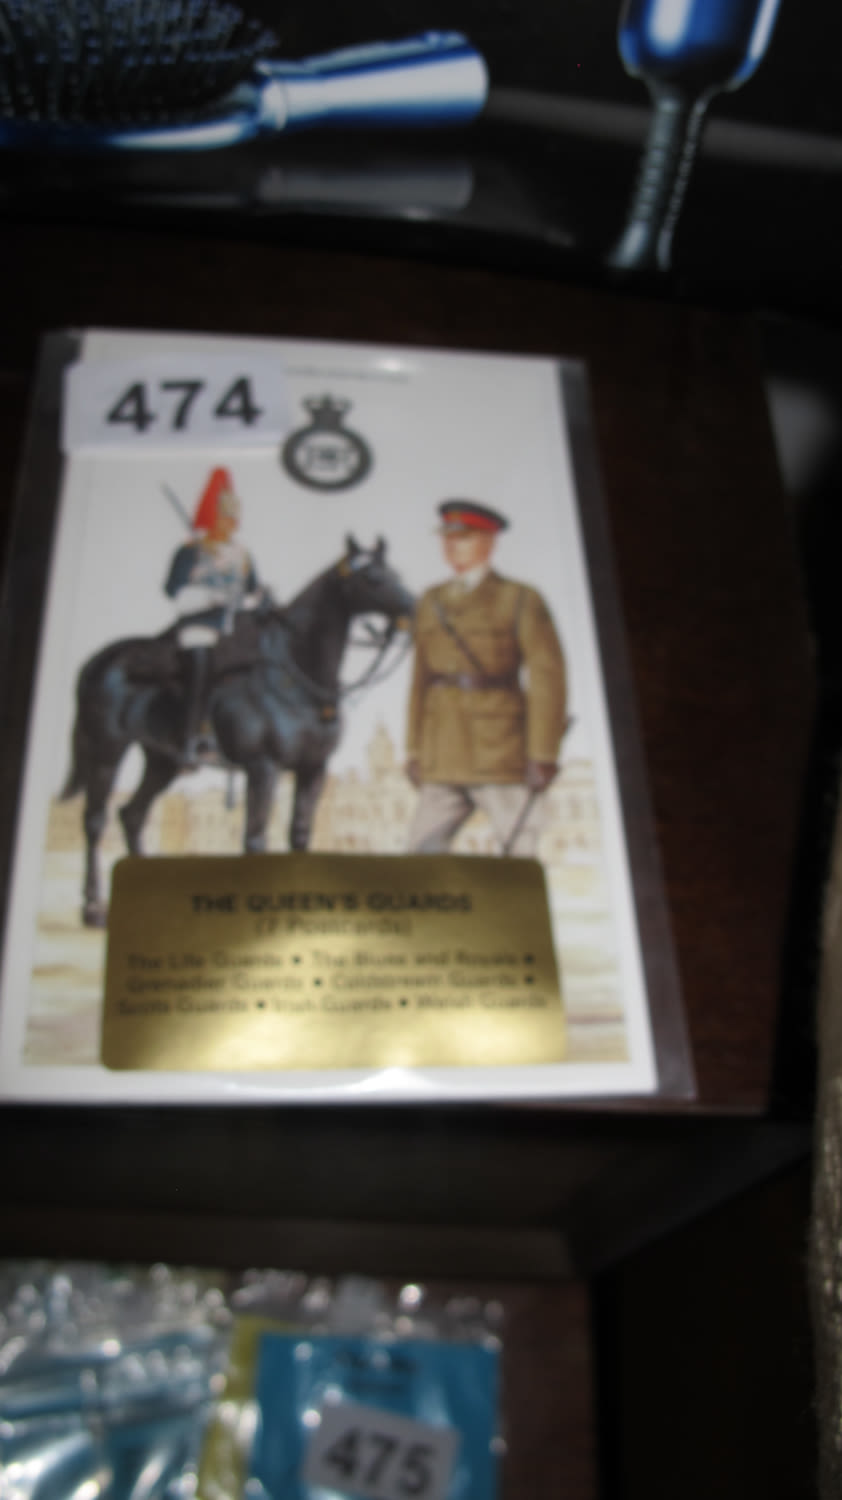 474
THE QUEEN'S GUARDS
(7 Postcards)
The Life Guards • The Blues and Royals •
Grenadier Guards • Coldstream Guards •
Scots Guards • Irish Guards • Welsh Guards
475